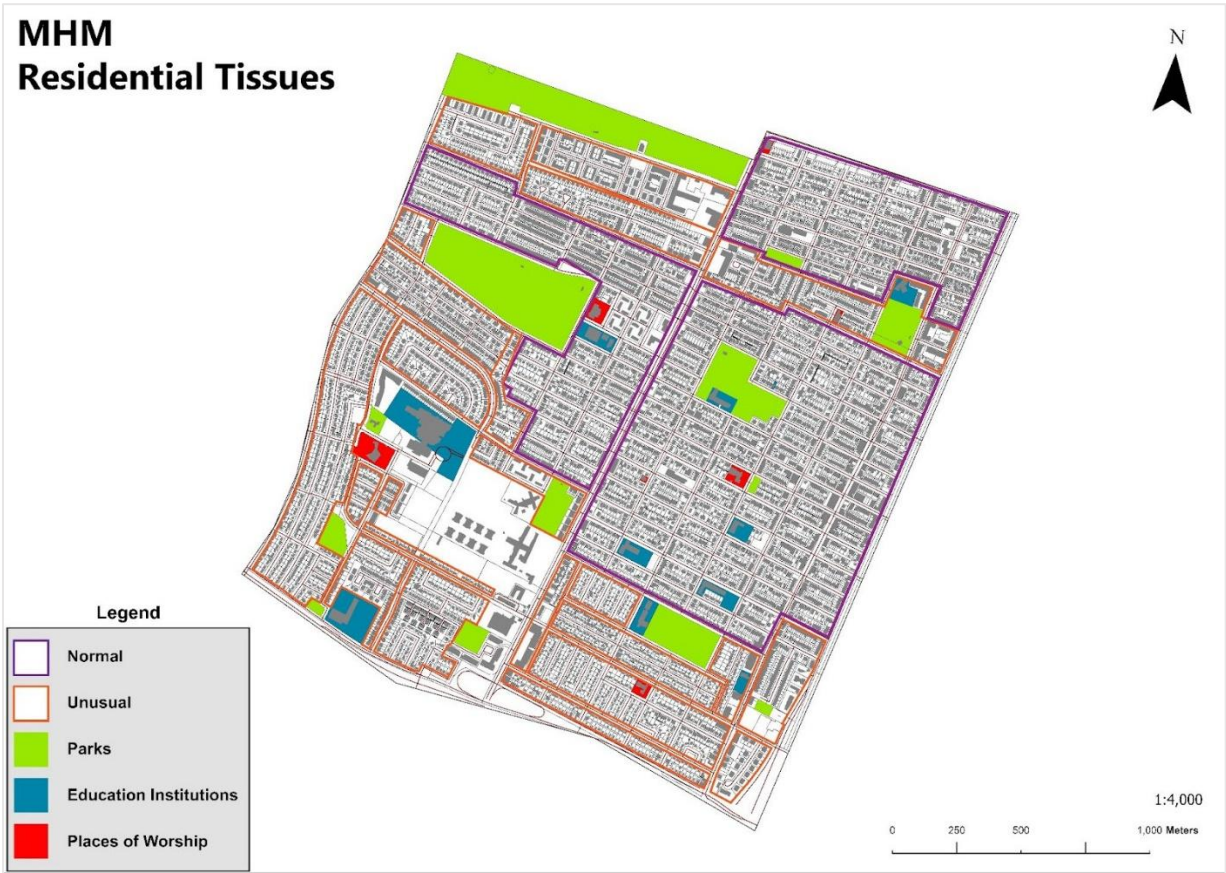 MHM
Residential Tissues
N
Legend
Normal
Unusual
Parks
Education Institutions
Places of Worship
1:4,000
0 250 500 1,000 Meters